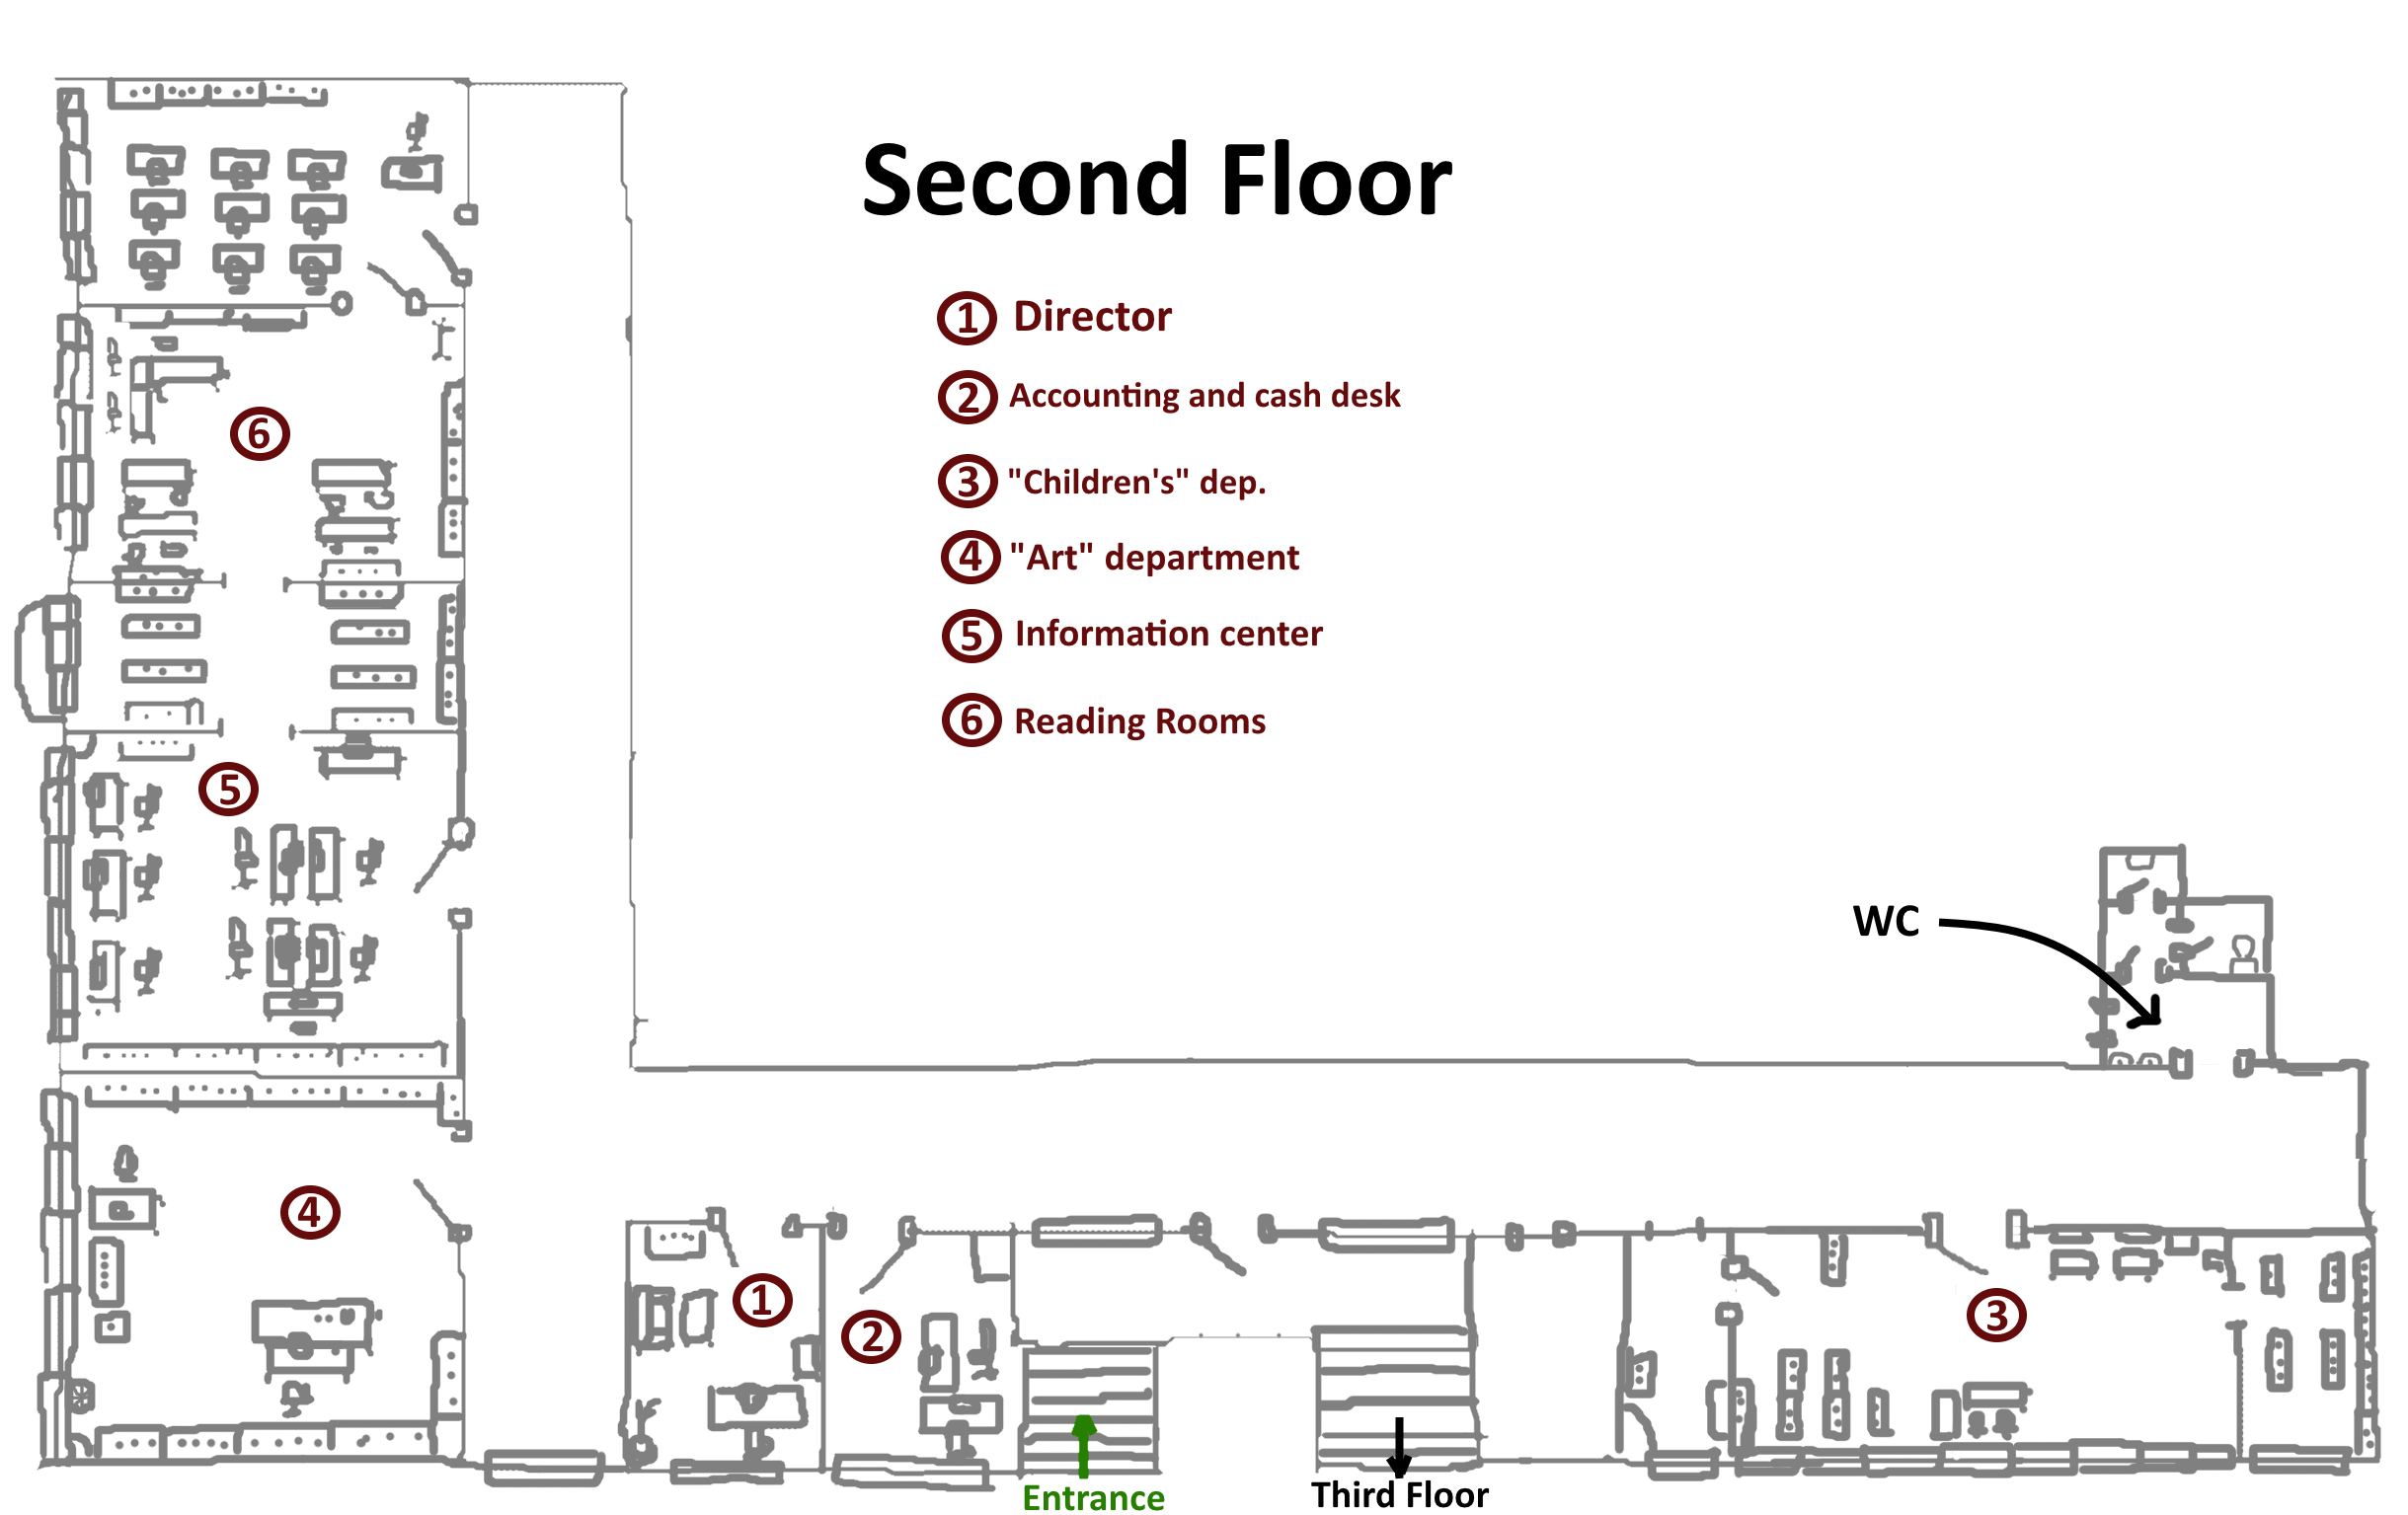 Second Floor
1 Director
2 Accounting and cash desk
3 "Children's" dep.
4 "Art" department
5 Information center
6 Reading Rooms
6
5
WC
4
1
2
3
Entrance
Third Floor